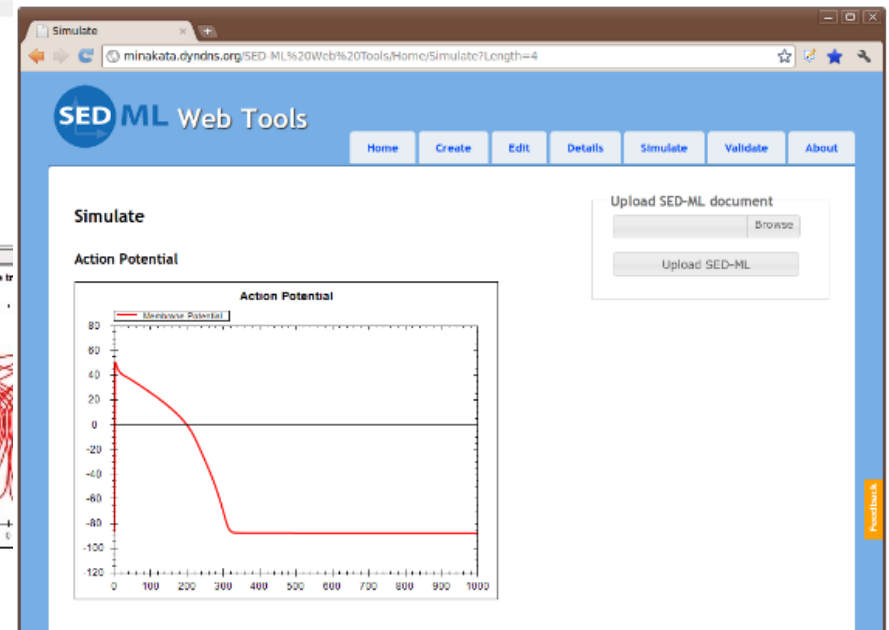 Simulate
minakata.dyndns.org/SED-ML%20Web%20Tools/Home/Simulate?Length=4
SED ML Web Tools
Home Create Edit Details Simulate Validate About
Upload SED-ML document
Browse
Upload SED-ML
Simulate
Action Potential
Action Potential
Membrane Potential
80
60
40
20
0
-20
-40
-60
-80
-100
-120
0 100 200 300 400 500 600 700 800 900 1000
Feedback